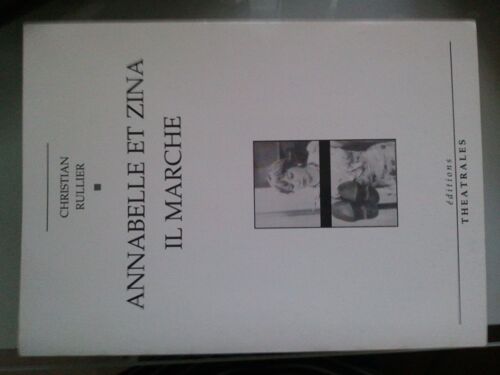 CHRISTIAN
RULLIER
ANNABELLE ET ZINA
IL MARCHE
éditions
THEATRALES